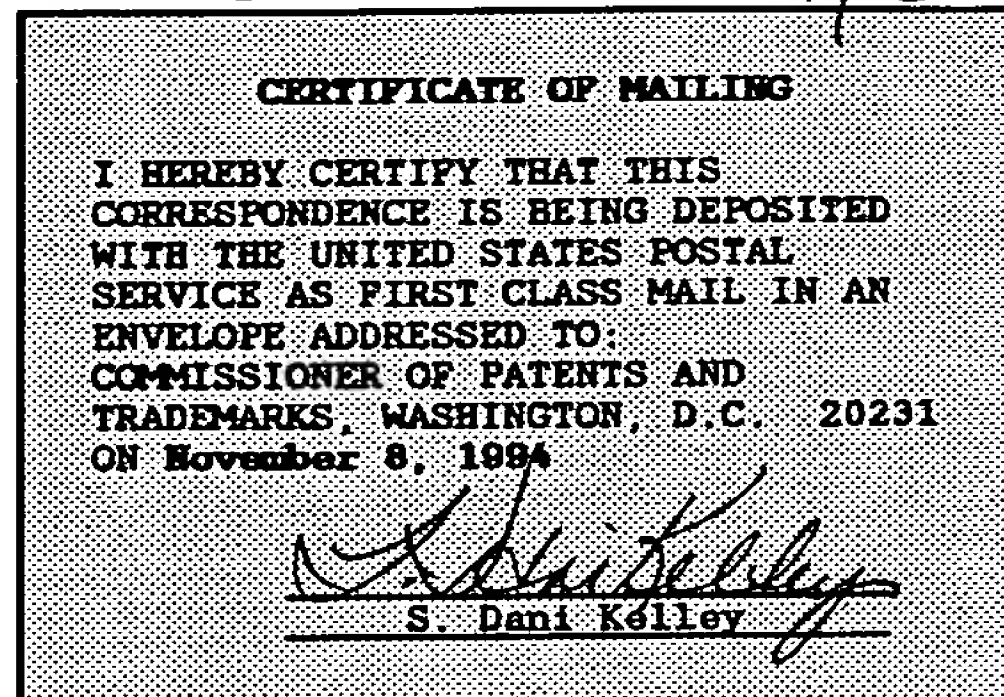 CERTIFICATE OF MAILING
I HEREBY CERTIFY THAT THIS
CORRESPONDENCE IS BEING DEPOSITED
WITH THE UNITED STATES POSTAL
SERVICE AS FIRST CLASS MAIL IN AN
ENVELOPE ADDRESSED TO:
COMMISSIONER OF PATENTS AND
TRADEMARKS, WASHINGTON, D.C. 20231
ON November 8, 1994
S. Dani Kelley
S. Dani Kelley